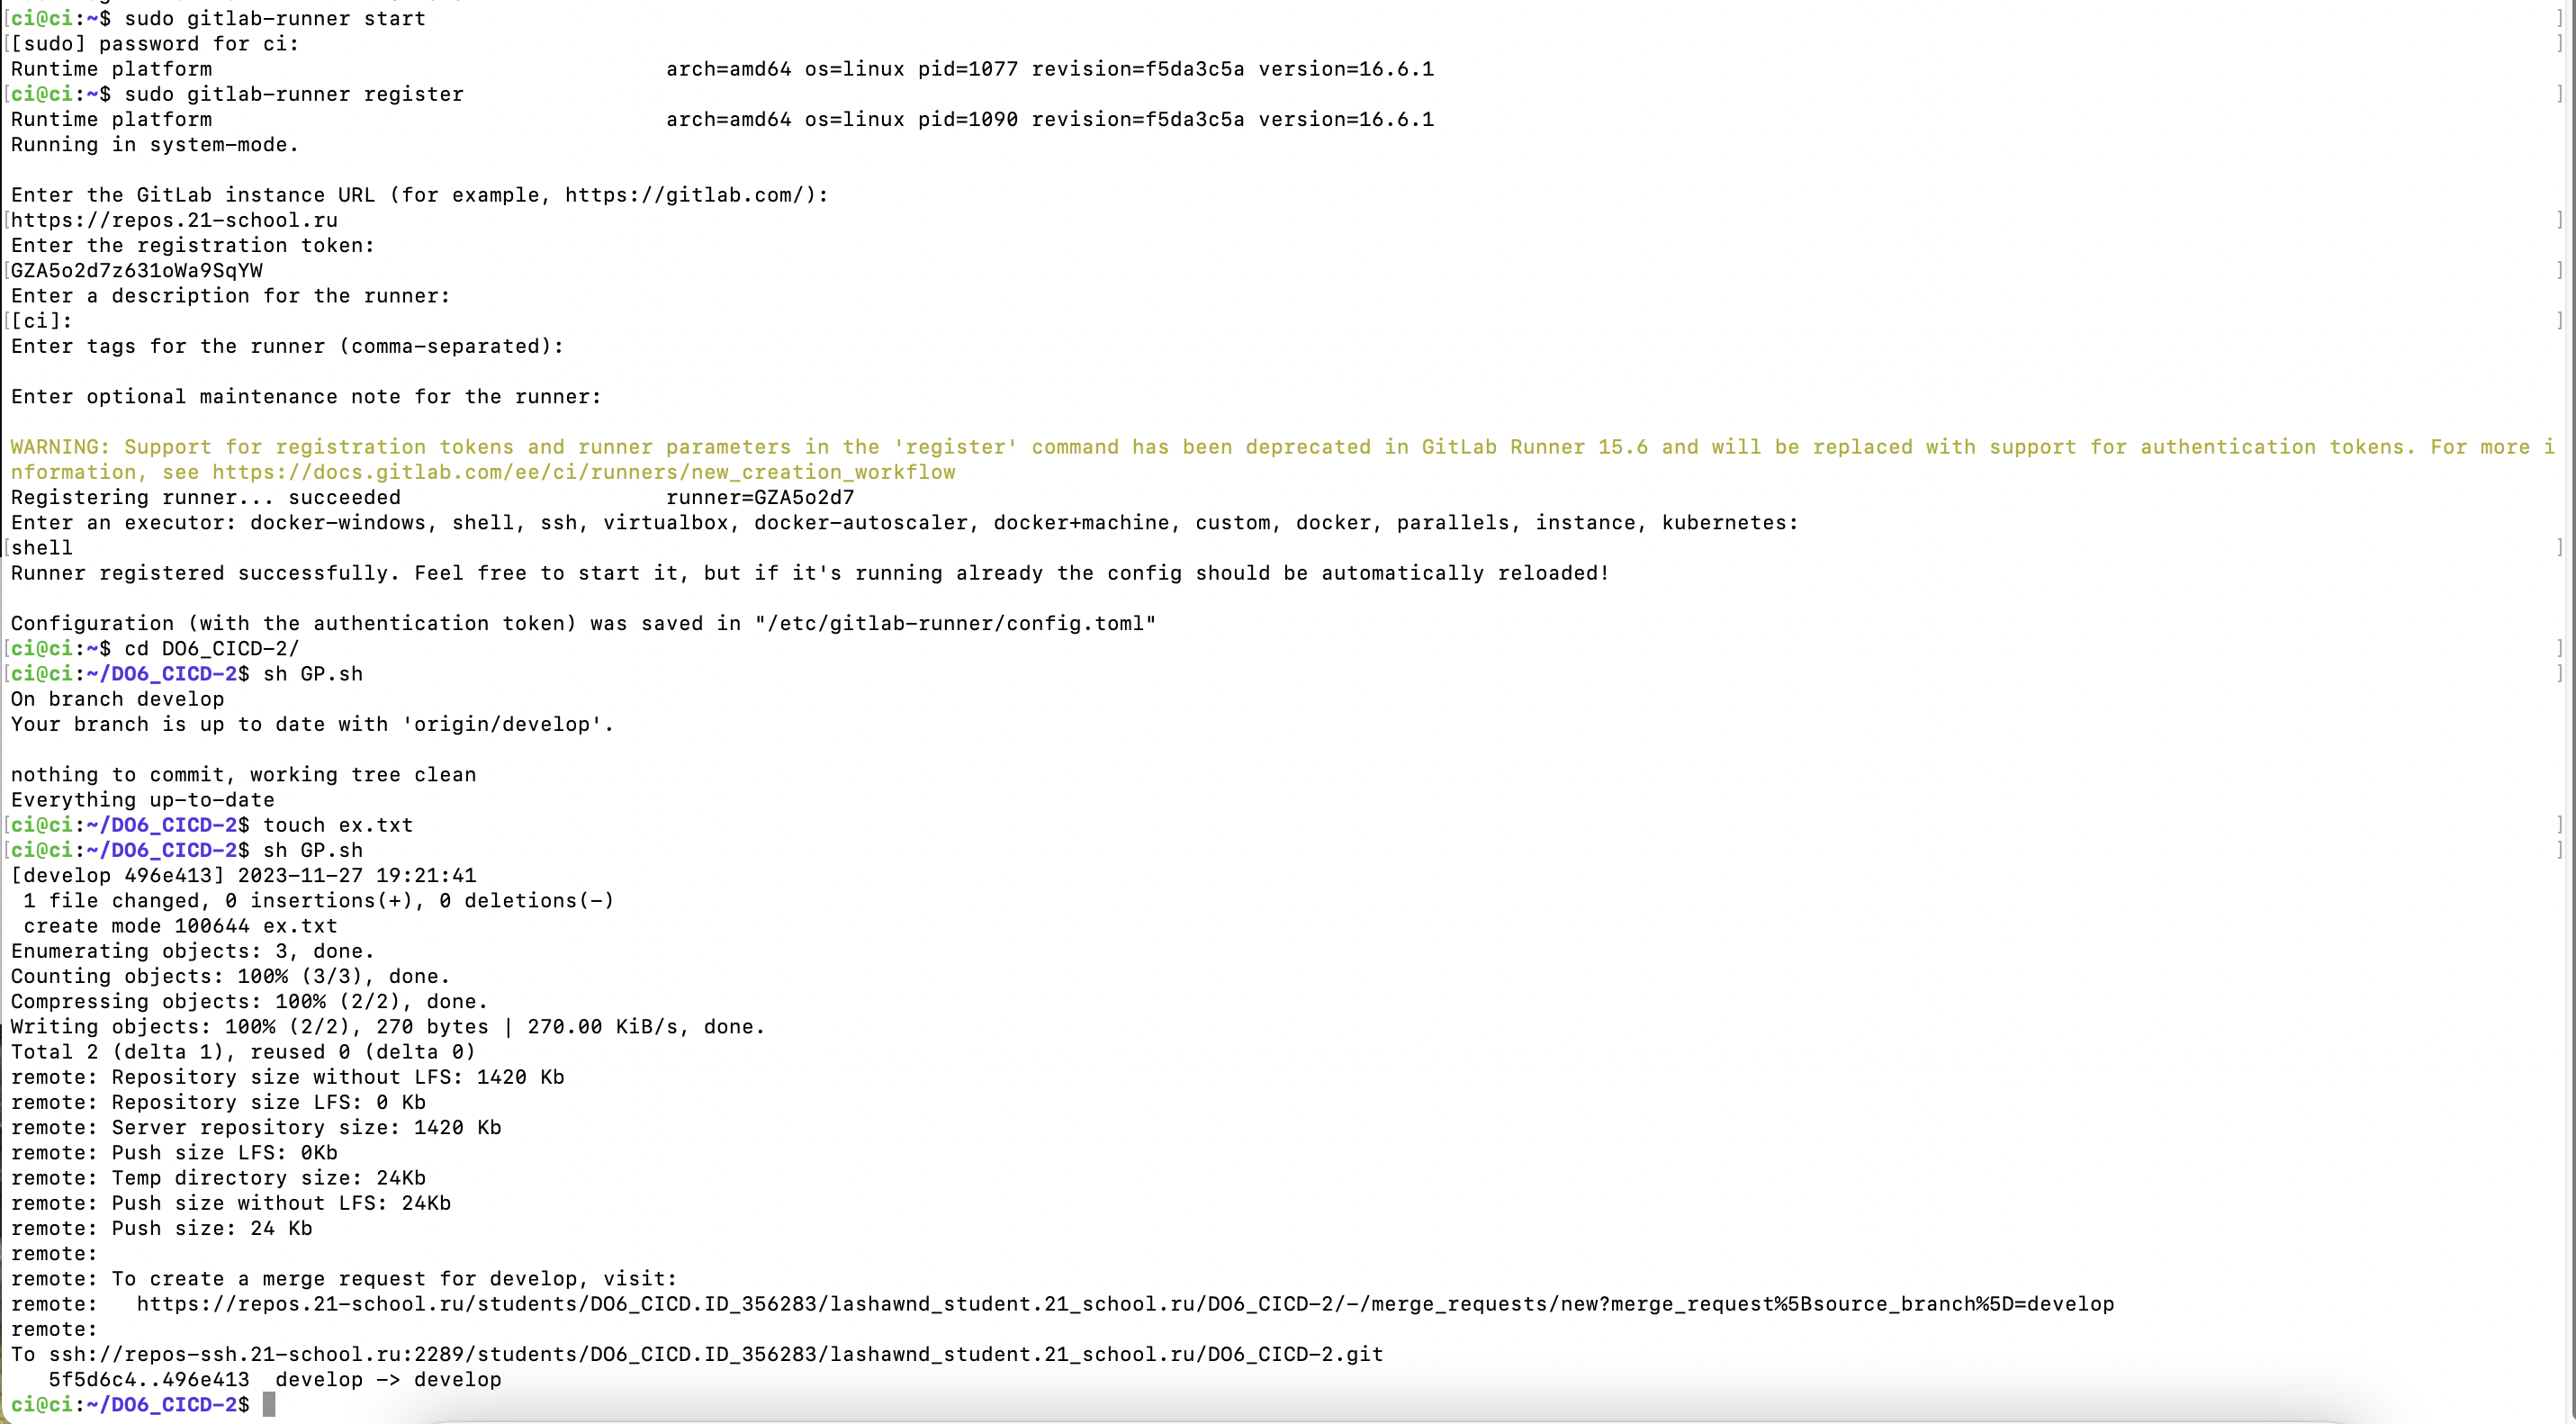 ci@ci:~$ sudo gitlab-runner start
[sudo] password for ci:
Runtime platform                                    arch=amd64 os=linux pid=1077 revision=f5da3c5a version=16.6.1
ci@ci:~$ sudo gitlab-runner register
Runtime platform                                    arch=amd64 os=linux pid=1090 revision=f5da3c5a version=16.6.1
Running in system-mode.

Enter the GitLab instance URL (for example, https://gitlab.com/):
https://repos.21-school.ru
Enter the registration token:
GZA5o2d7z631oWa9SqYW
Enter a description for the runner:
[ci]:
Enter tags for the runner (comma-separated):

Enter optional maintenance note for the runner:

WARNING: Support for registration tokens and runner parameters in the 'register' command has been deprecated in GitLab Runner 15.6 and will be replaced with support for authentication tokens. For more i
nformation, see https://docs.gitlab.com/ee/ci/runners/new_creation_workflow
Registering runner... succeeded                     runner=GZA5o2d7
Enter an executor: docker-windows, shell, ssh, virtualbox, docker-autoscaler, docker+machine, custom, docker, parallels, instance, kubernetes:
shell
Runner registered successfully. Feel free to start it, but if it's running already the config should be automatically reloaded!

Configuration (with the authentication token) was saved in "/etc/gitlab-runner/config.toml"
ci@ci:~$ cd DO6_CICD-2/
ci@ci:~/DO6_CICD-2$ sh GP.sh
On branch develop
Your branch is up to date with 'origin/develop'.

nothing to commit, working tree clean
Everything up-to-date
ci@ci:~/DO6_CICD-2$ touch ex.txt
ci@ci:~/DO6_CICD-2$ sh GP.sh
[develop 496e413] 2023-11-27 19:21:41
 1 file changed, 0 insertions(+), 0 deletions(-)
 create mode 100644 ex.txt
Enumerating objects: 3, done.
Counting objects: 100% (3/3), done.
Compressing objects: 100% (2/2), done.
Writing objects: 100% (2/2), 270 bytes | 270.00 KiB/s, done.
Total 2 (delta 1), reused 0 (delta 0)
remote: Repository size without LFS: 1420 Kb
remote: Repository size LFS: 0 Kb
remote: Server repository size: 1420 Kb
remote: Push size LFS: 0Kb
remote: Temp directory size: 24Kb
remote: Push size without LFS: 24Kb
remote: Push size: 24 Kb
remote:
remote: To create a merge request for develop, visit:
remote:   https://repos.21-school.ru/students/DO6_CICD.ID_356283/lashawnd_student.21_school.ru/DO6_CICD-2/-/merge_requests/new?merge_request%5Bsource_branch%5D=develop
remote:
To ssh://repos-ssh.21-school.ru:2289/students/DO6_CICD.ID_356283/lashawnd_student.21_school.ru/DO6_CICD-2.git
   5f5d6c4..496e413  develop -> develop
ci@ci:~/DO6_CICD-2$